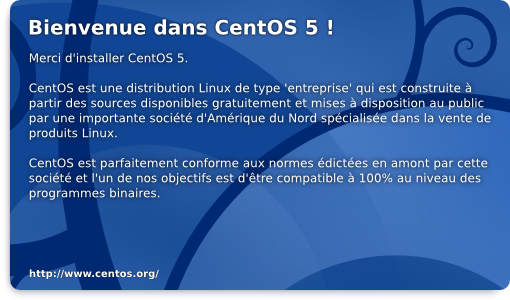 Bienvenue dans CentOS 5 !
Merci d'installer CentOS 5.
CentOS est une distribution Linux de type 'entreprise' qui est construite à
partir des sources disponibles gratuitement et mises à disposition au public
par une importante société d'Amérique du Nord spécialisée dans la vente de
produits Linux.
CentOS est parfaitement conforme aux normes édictées en amont par cette
société et l'un de nos objectifs est d'être compatible à 100% au niveau des
programmes binaires.
http://www.centos.org/